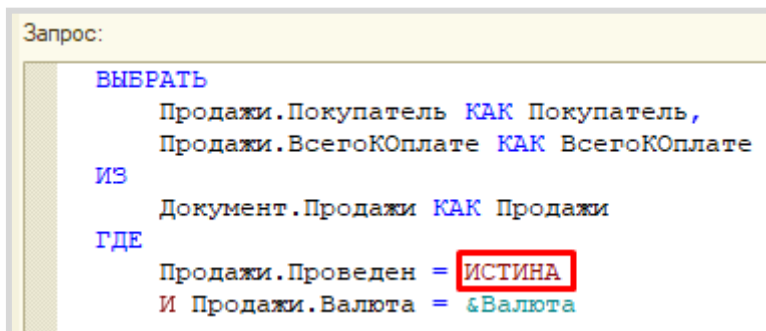 Запрос:
ВЫБРАТЬ
Продажи.Покупатель КАК Покупатель,
Продажи.ВсегоКОплате КАК ВсегоКОплате
ИЗ
Документ.Продажи КАК Продажи
ГДЕ
Продажи.Проведен = ИСТИНА
И Продажи.Валюта = &Валюта